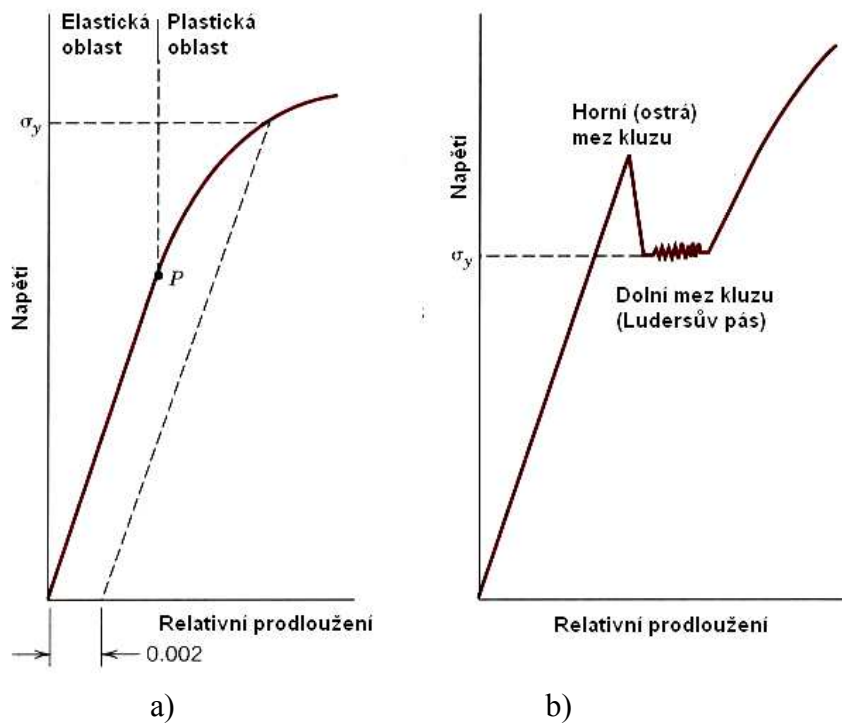 Elastická
oblast
Plastická
oblast
σy
Napětí
P
Relativní prodloužení
0.002
a)
Horní (ostrá)
mez kluzu
Napětí
σy
Dolní mez kluzu
(Ludersův pás)
Relativní prodloužení
b)